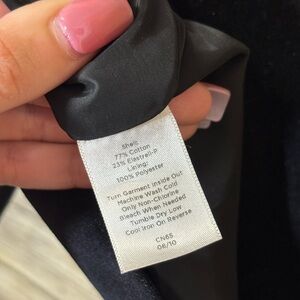 Shell:
77% Cotton
23% Elastrell-P
Lining:
100% Polyester
Turn Garment Inside Out
Machine Wash Cold
Only Non-Chlorine
Bleach When Needed
Tumble Dry Low
Cool Iron On Reverse
CN65
06/10